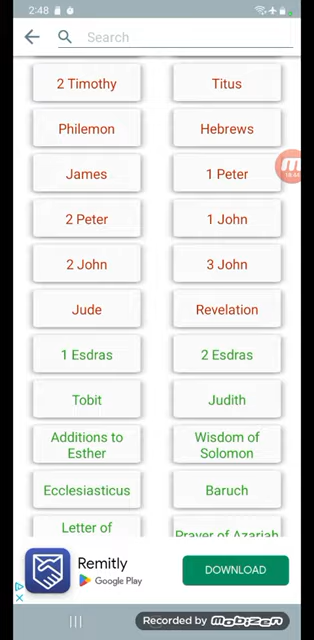 2:48
Search
2 Timothy
Titus
Philemon
Hebrews
James
1 Peter
2 Peter
1 John
2 John
3 John
Jude
Revelation
1 Esdras
2 Esdras
Tobit
Judith
Additions to
Esther
Wisdom of
Solomon
Ecclesiasticus
Baruch
Letter of
Prayer of Azariah
Remitly
Google Play
DOWNLOAD
Recorded by mobizen